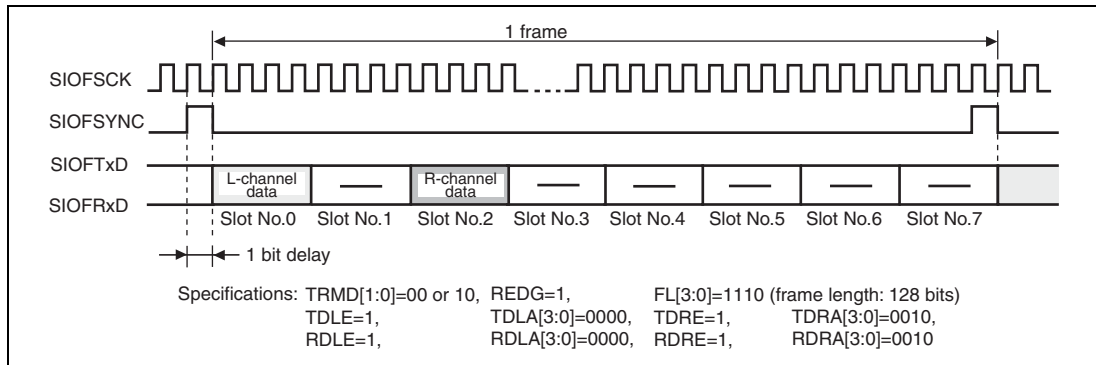 1 frame
SIOFSCK
SIOFSYNC
SIOFTxD
SIOFRxD
L-channel
data
R-channel
data
Slot No.0 Slot No.1 Slot No.2 Slot No.3 Slot No.4 Slot No.5 Slot No.6 Slot No.7
1 bit delay
Specifications: TRMD[1:0]=00 or 10, REDG=1, FL[3:0]=1110 (frame length: 128 bits)
TDLE=1, TDLA[3:0]=0000, TDRE=1, TDRA[3:0]=0010,
RDLE=1, RDLA[3:0]=0000, RDRE=1, RDRA[3:0]=0010